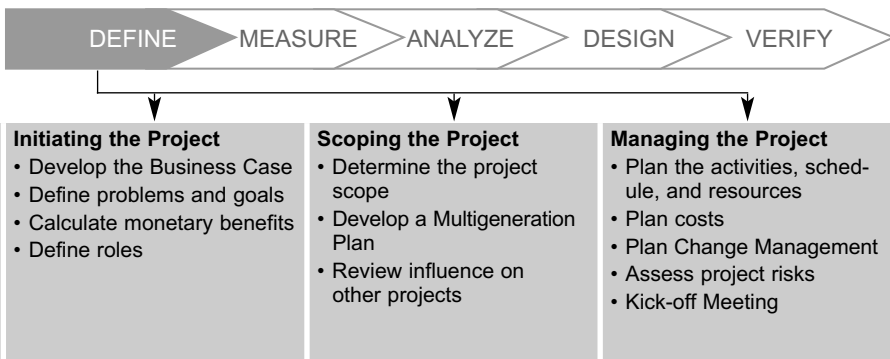 DEFINE MEASURE ANALYZE DESIGN VERIFY
Initiating the Project
• Develop the Business Case
• Define problems and goals
• Calculate monetary benefits
• Define roles
Scoping the Project
• Determine the project
scope
• Develop a Multigeneration
Plan
• Review influence on
other projects
Managing the Project
• Plan the activities, sched-
ule, and resources
• Plan costs
• Plan Change Management
• Assess project risks
• Kick-off Meeting